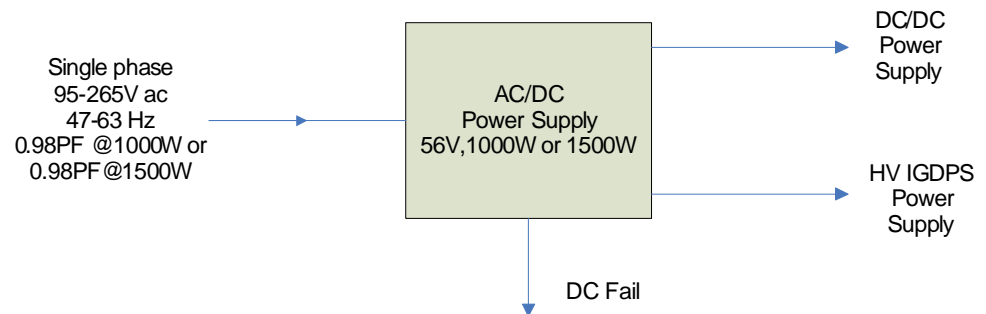 Single phase
95-265V ac
47-63 Hz
0.98PF @1000W or
0.98PF@1500W
AC/DC
Power Supply
56V,1000W or 1500W
DC/DC
Power
Supply
HV IGDPS
Power
Supply
DC Fail